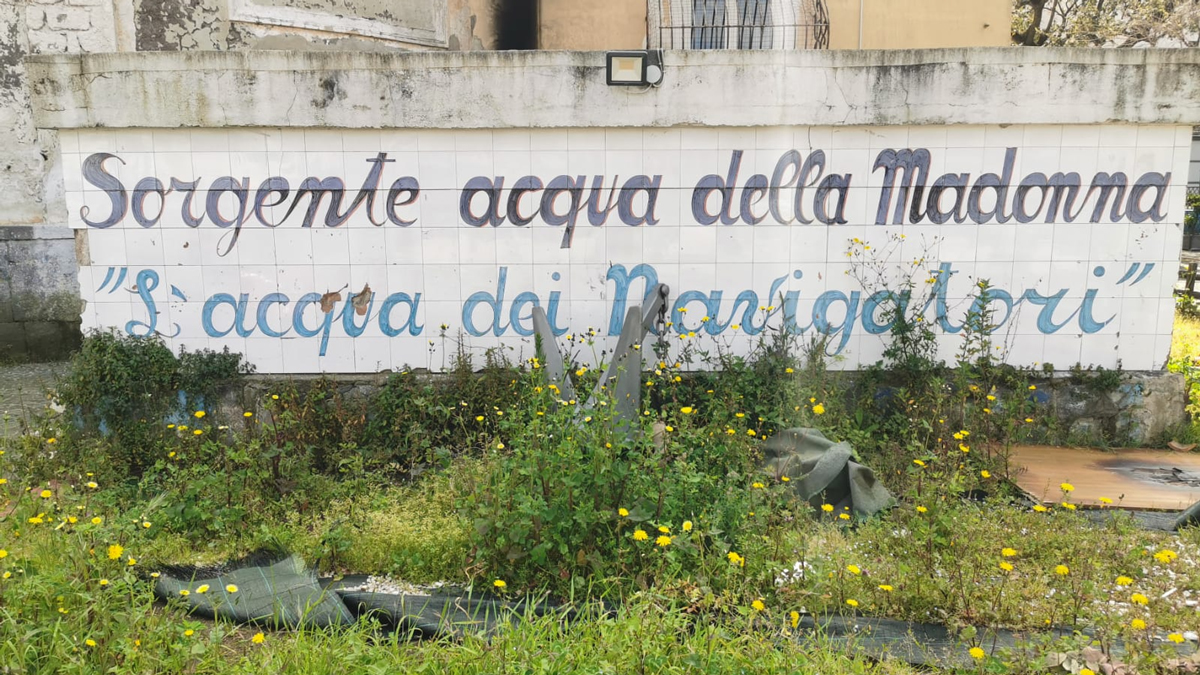 Sorgente acqua della Madonna
"L'acqua dei Navigatori"